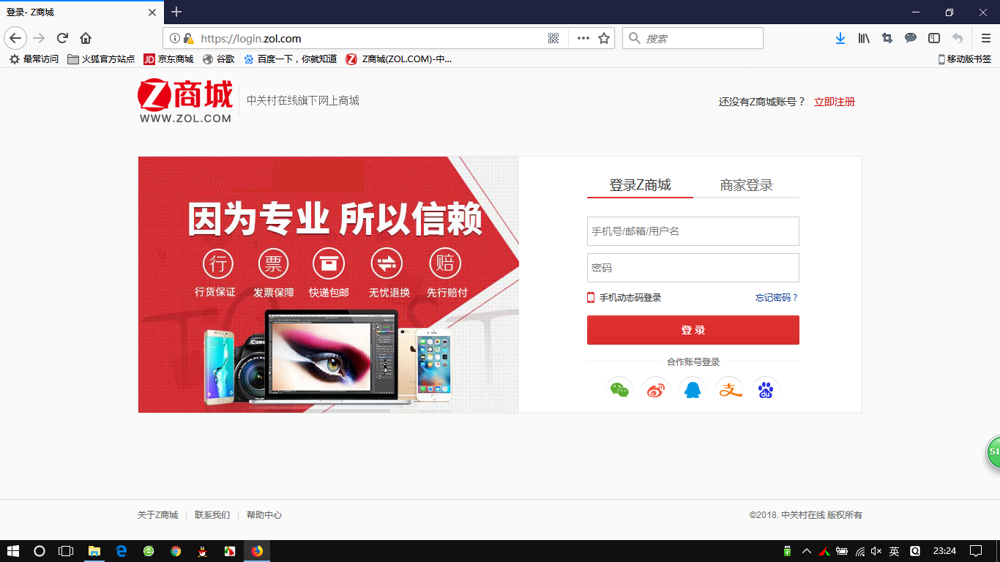 登录- Z商城
https://login.zol.com
搜索
最常访问
火狐官方站点
JD 京东商城
谷歌
百度一下，你就知道
Z商城(ZOL.COM)-中...
移动版书签
Z商城
WWW.ZOL.COM
中关村在线旗下网上商城
还没有Z商城账号？ 立即注册
因为专业 所以信赖
行 票 赔
行货保证 发票保障 快递包邮 无忧退换 先行赔付
Canon
登录Z商城 商家登录
手机号/邮箱/用户名
密码
手机动态码登录 忘记密码？
登 录
合作账号登录
支 du
51
关于Z商城 | 联系我们 | 帮助中心
©2018. 中关村在线 版权所有
英
23:24